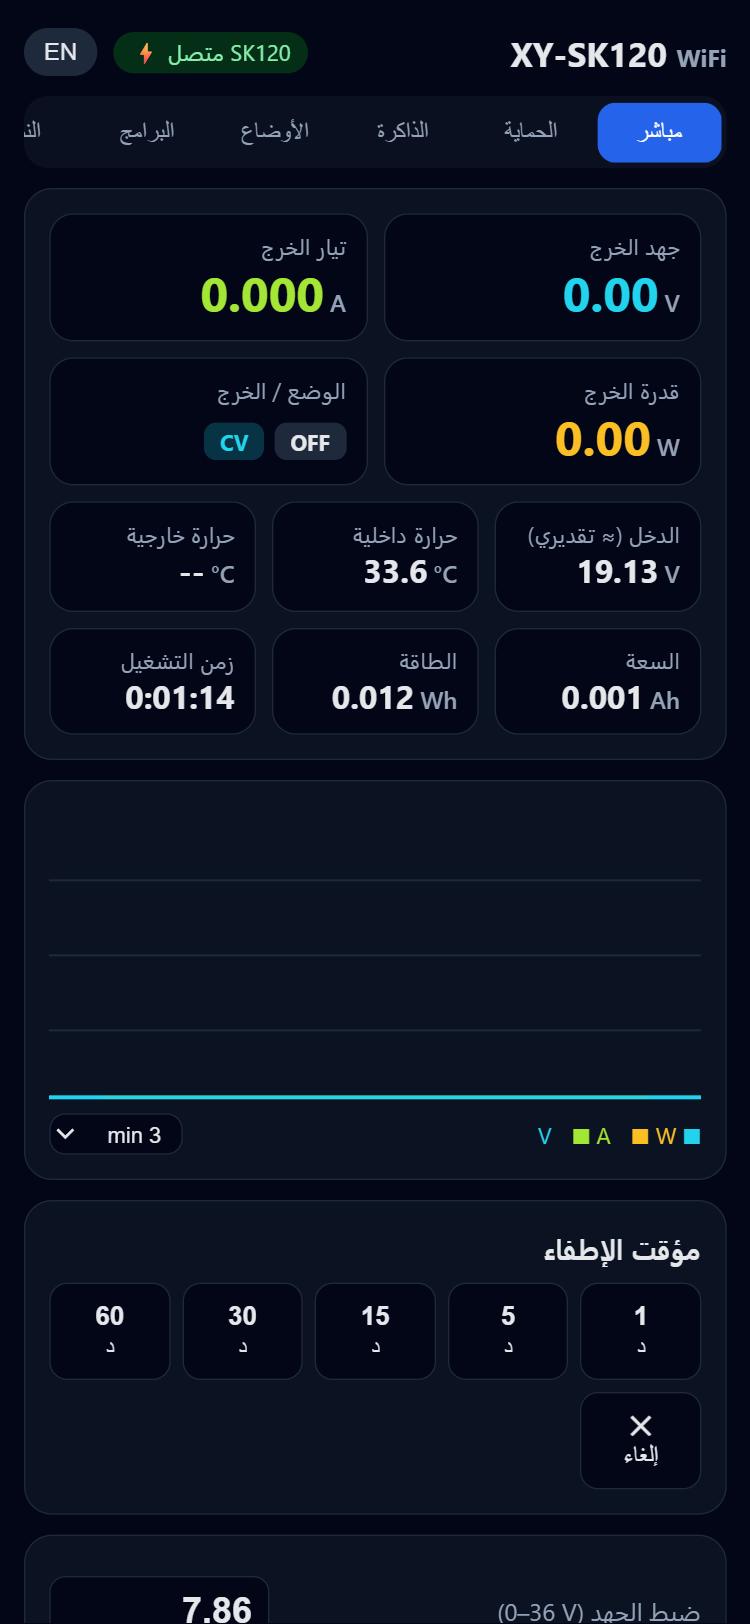 XY-SK120 WiFi
SK120 متصل
EN
مباشر
الحماية
الذاكرة
الأوضاع
البرامج
جهد الخرج
0.00 V
تيار الخرج
0.000 A
قدرة الخرج
0.00 W
الوضع / الخرج
OFF
CV
الدخل (≈ تقديري)
19.13 V
حرارة داخلية
33.6 °C
حرارة خارجية
-- °C
السعة
0.001 Ah
الطاقة
0.012 Wh
زمن التشغيل
0:01:14
V A W
min 3
مؤقت الإطفاء
1
د
5
د
15
د
30
د
60
د
✕
إلغاء
ضبط الجهد (0–36 V)
7.86